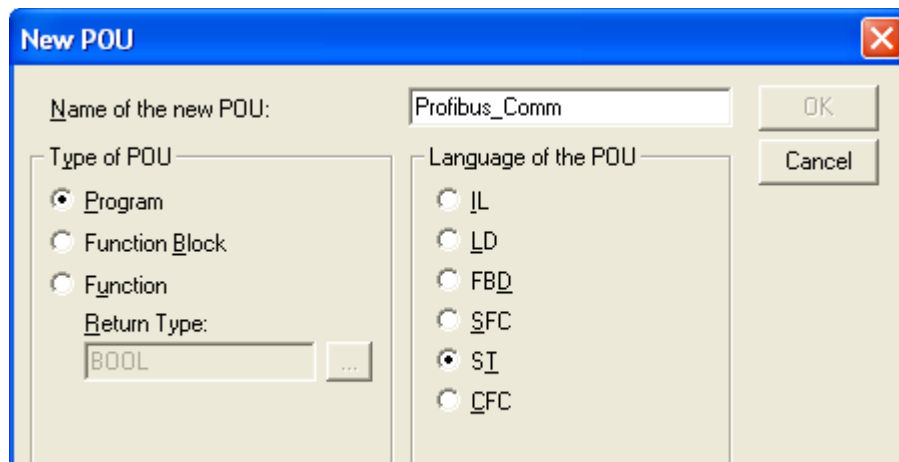 New POU
Name of the new POU:
Profibus_Comm
OK
Cancel
Type of POU
Program
Function Block
Function
Return Type:
BOOL
...
Language of the POU
IL
LD
FBD
SFC
ST
CFC